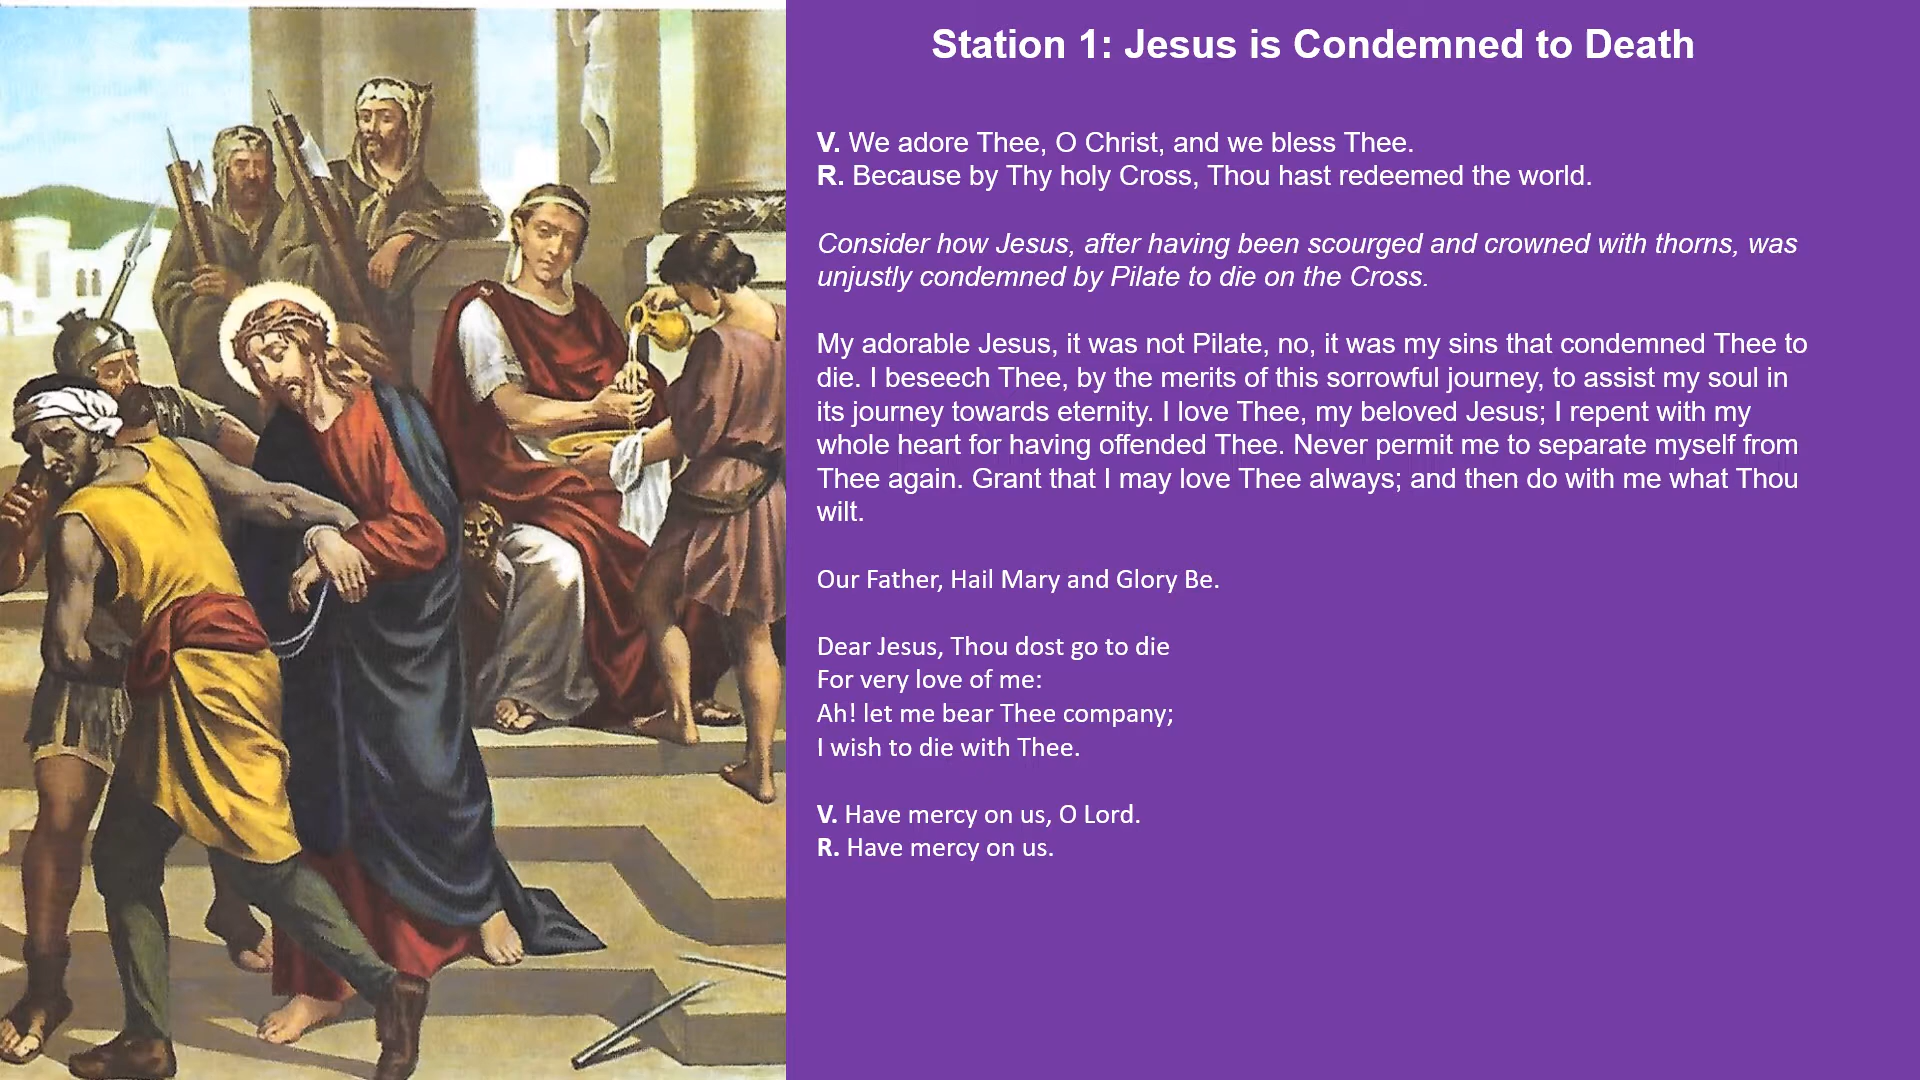 Station 1: Jesus is Condemned to Death
V. We adore Thee, O Christ, and we bless Thee.
R. Because by Thy holy Cross, Thou hast redeemed the world.
Consider how Jesus, after having been scourged and crowned with thorns, was
unjustly condemned by Pilate to die on the Cross.
My adorable Jesus, it was not Pilate, no, it was my sins that condemned Thee to
die. I beseech Thee, by the merits of this sorrowful journey, to assist my soul in
its journey towards eternity. I love Thee, my beloved Jesus; I repent with my
whole heart for having offended Thee. Never permit me to separate myself from
Thee again. Grant that I may love Thee always; and then do with me what Thou
wilt.
Our Father, Hail Mary and Glory Be.
Dear Jesus, Thou dost go to die
For very love of me:
Ah! let me bear Thee company;
I wish to die with Thee.
V. Have mercy on us, O Lord.
R. Have mercy on us.